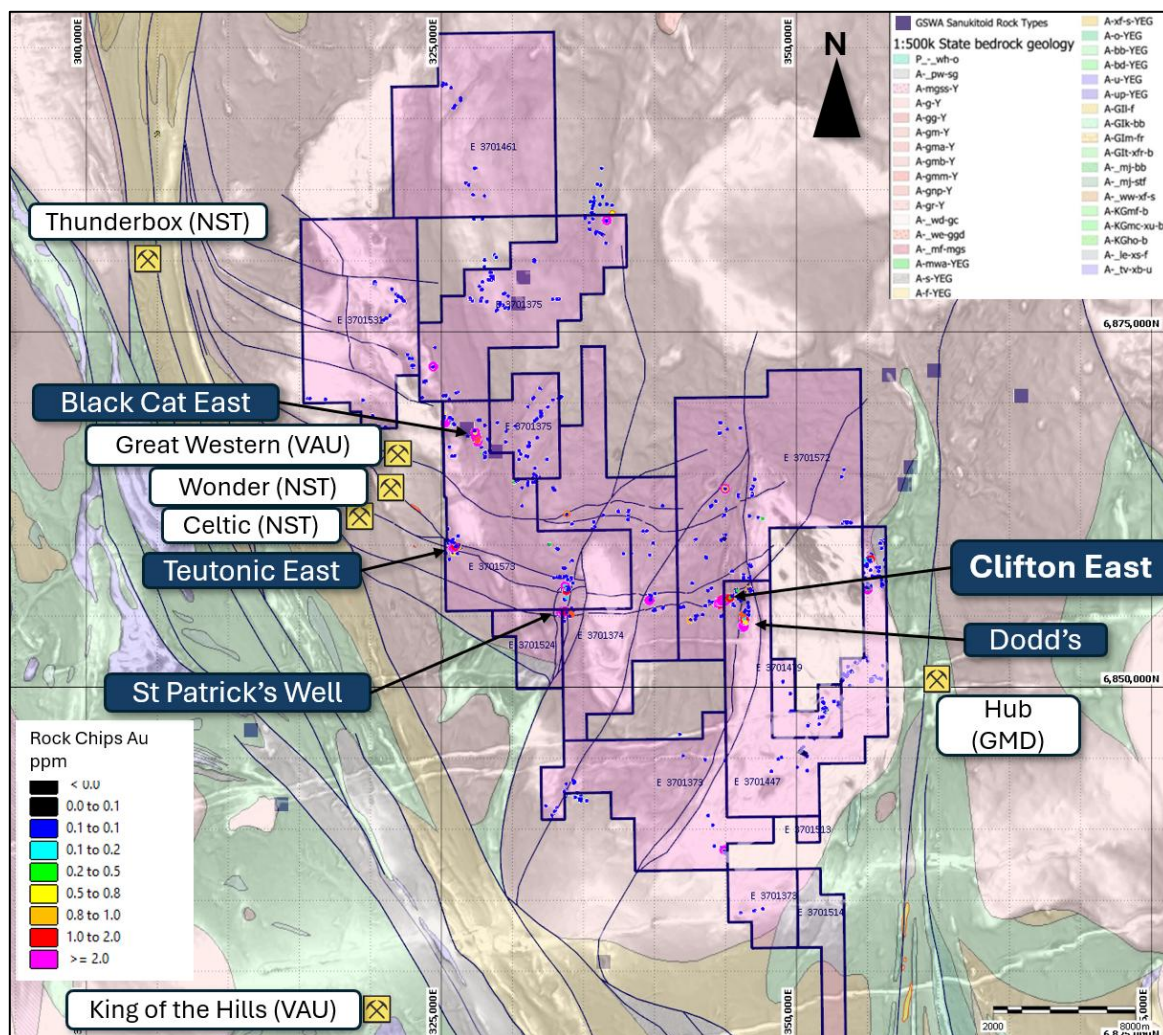 300,000E
325,000E
350,000E
N
GSWA Sanukitoid Rock Types
1:500k State bedrock geology
P_-_wh-o
A-_pw-sg
A-mgss-Y
A-g-Y
A-gg-Y
A-gm-Y
A-gma-Y
A-gmb-Y
A-gmm-Y
A-gnp-Y
A-gr-Y
A-_wd-gc
A-_we-ggd
A-_mf-mgs
A-mwa-YEG
A-s-YEG
A-f-YEG
A-xf-s-YEG
A-o-YEG
A-bb-YEG
A-bd-YEG
A-u-YEG
A-up-YEG
A-GIl-f
A-GIk-bb
A-GIm-fr
A-GIt-xfr-b
A-_mj-bb
A-_mj-stf
A-_ww-xf-s
A-KGmf-b
A-KGmc-xu-b
A-KGho-b
A-_le-xs-f
A-_tv-xb-u
E 3701461
Thunderbox (NST)
E 3701375
E 3701531
6,875,000N
Black Cat East
E 3701375
Great Western (VAU)
E 3701572
Wonder (NST)
Celtic (NST)
Teutonic East
E 3701573
Clifton East
E 3701374
E 3701524
Dodd's
E 3701479
St Patrick's Well
6,850,000N
Hub
(GMD)
Rock Chips Au
ppm
< 0.0
0.0 to 0.1
0.1 to 0.1
0.1 to 0.2
0.2 to 0.5
0.5 to 0.8
0.8 to 1.0
1.0 to 2.0
>= 2.0
E 3701373
E 3701447
E 3701513
E 3701373
E 3701514
King of the Hills (VAU)
325,000E
350,000E
2000
8000m